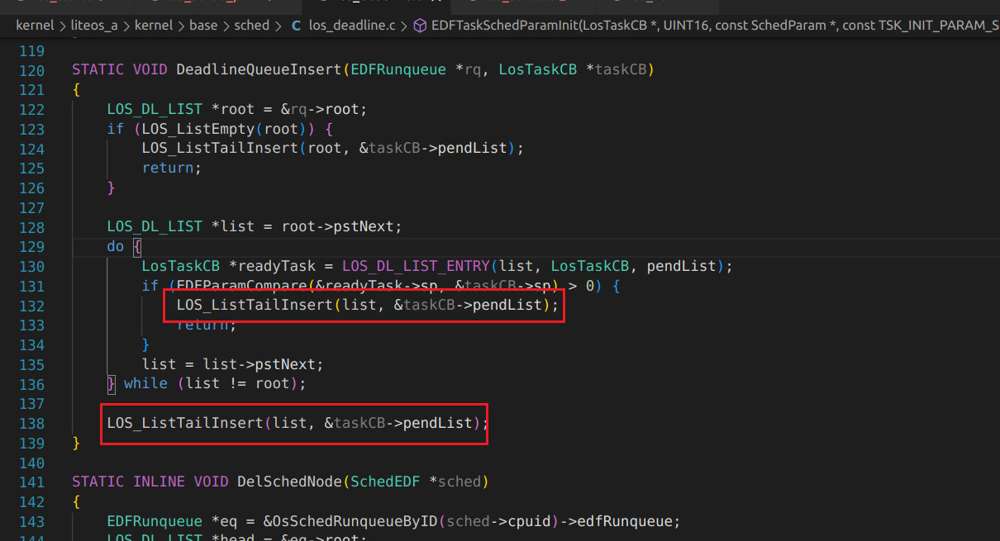 kernel > liteos_a > kernel > base > sched > C los_deadline.c > EDFTaskSchedParamInit(LosTaskCB *, UINT16, const SchedParam *, const TSK_INIT_PARAM_S
119
120 STATIC VOID DeadlineQueueInsert(EDFRunqueue *rq, LosTaskCB *taskCB)
121 {
122 LOS_DL_LIST *root = &rq->root;
123 if (LOS_ListEmpty(root)) {
124 LOS_ListTailInsert(root, &taskCB->pendList);
125 return;
126 }
127
128 LOS_DL_LIST *list = root->pstNext;
129 do {
130 LosTaskCB *readyTask = LOS_DL_LIST_ENTRY(list, LosTaskCB, pendList);
131 if (EDFParamCompare(&readyTask->sp, &taskCB->sp) > 0) {
132 LOS_ListTailInsert(list, &taskCB->pendList);
133 return;
134 }
135 list = list->pstNext;
136 } while (list != root);
137
138 LOS_ListTailInsert(list, &taskCB->pendList);
139 }
140
141 STATIC INLINE VOID DelSchedNode(SchedEDF *sched)
142 {
143 EDFRunqueue *eq = &OsSchedRunqueueByID(sched->cpuid)->edfRunqueue;
144 LOS_DL_LIST *head = &eq->root;